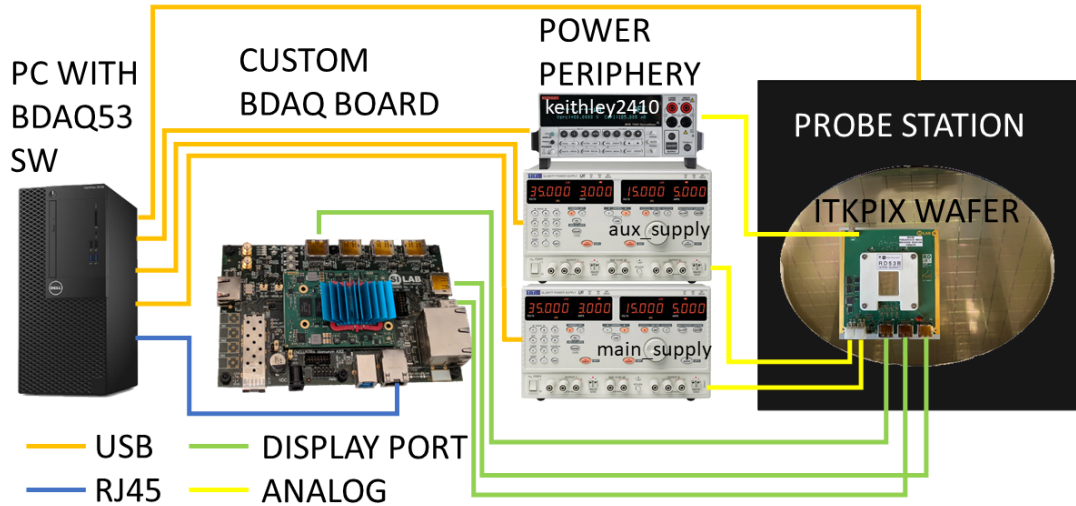 PC WITH
BDAQ53
SW
CUSTOM
BDAQ BOARD
POWER
PERIPHERY
keithley2410
35.000 3.000 15.000 5.000
aux_supply
35.000 3.000 15.000 5.000
main_supply
PROBE STATION
ITKPIX WAFER
RD53B
DELL
LAB
USB
DISPLAY PORT
RJ45
ANALOG